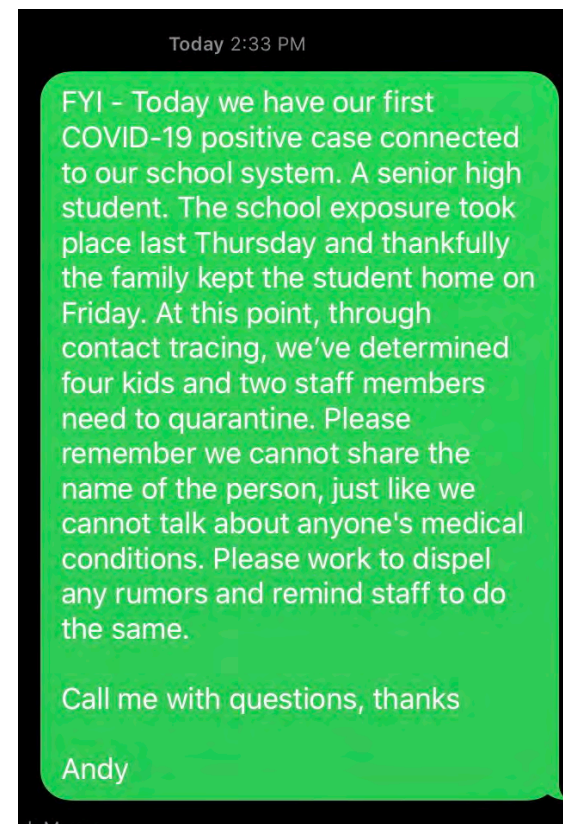 Today 2:33 PM
FYI - Today we have our first
COVID-19 positive case connected
to our school system. A senior high
student. The school exposure took
place last Thursday and thankfully
the family kept the student home on
Friday. At this point, through
contact tracing, we’ve determined
four kids and two staff members
need to quarantine. Please
remember we cannot share the
name of the person, just like we
cannot talk about anyone's medical
conditions. Please work to dispel
any rumors and remind staff to do
the same.
Call me with questions, thanks
Andy